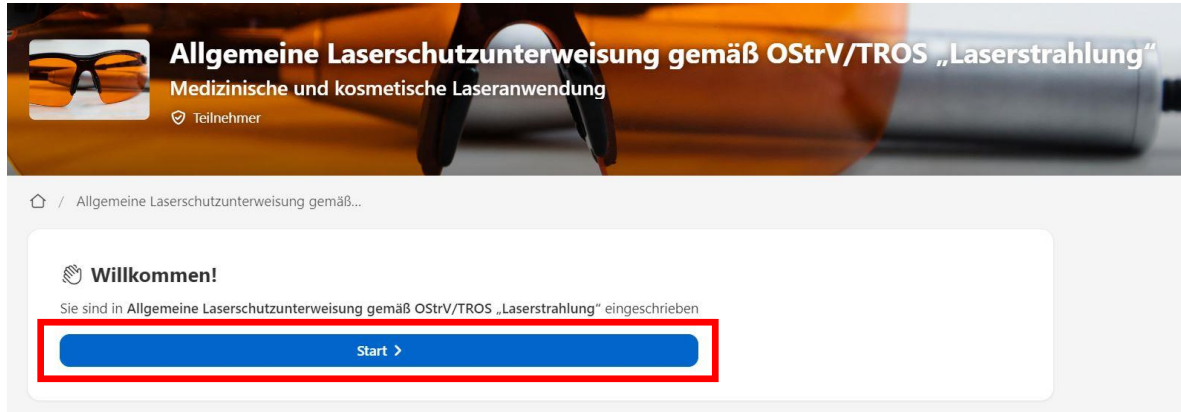 Allgemeine Laserschutzunterweisung gemäß OStrV/TROS „Laserstrahlung“
Medizinische und kosmetische Laseranwendung
Teilnehmer
/ Allgemeine Laserschutzunterweisung gemäß...
Willkommen!
Sie sind in Allgemeine Laserschutzunterweisung gemäß OStrV/TROS „Laserstrahlung“ eingeschrieben
Start >